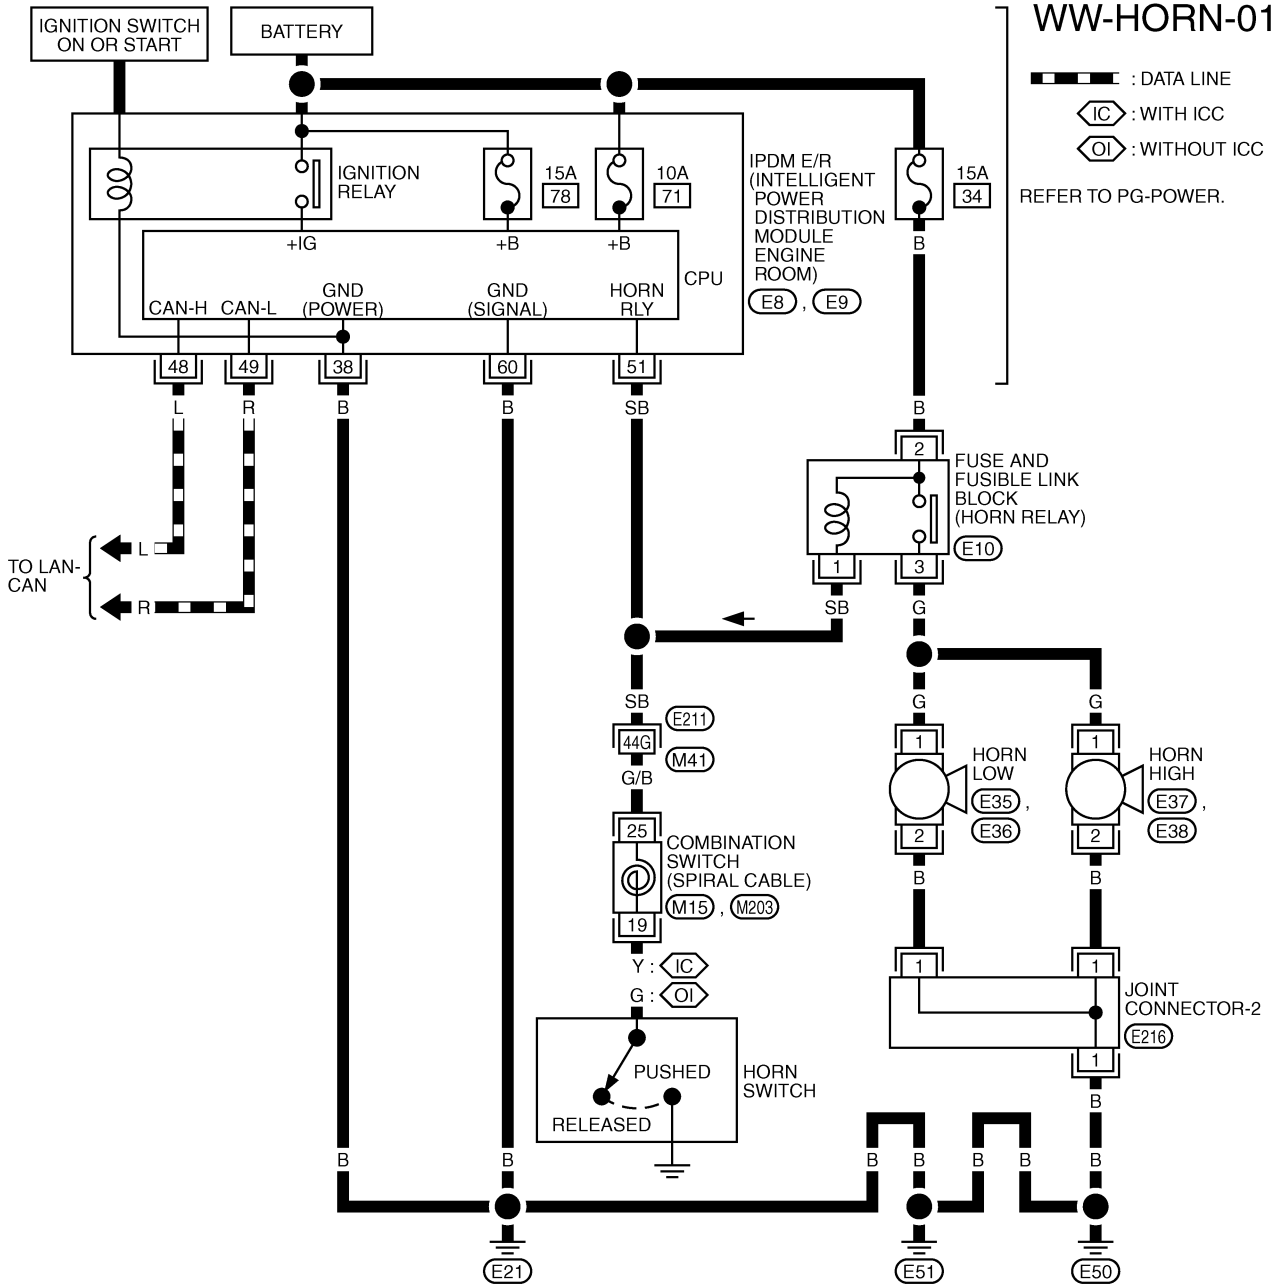 WW-HORN-01
IGNITION SWITCH
ON OR START
BATTERY
: DATA LINE
IC : WITH ICC
OI : WITHOUT ICC
IGNITION
RELAY
15A
78
10A
71
IPDM E/R
(INTELLIGENT
POWER
DISTRIBUTION
MODULE
ENGINE
ROOM)
E8 , E9
15A
34
REFER TO PG-POWER.
+IG
+B
+B
B
CPU
CAN-H
CAN-L
GND
(POWER)
GND
(SIGNAL)
HORN
RLY
48
49
38
60
51
L
R
B
B
SB
B
2
FUSE AND
FUSIBLE LINK
BLOCK
(HORN RELAY)
E10
TO LAN-
CAN
L
R
1
3
SB
G
SB
E211
44G
M41
G/B
G
G
1
1
HORN
LOW
E35 ,
E36
HORN
HIGH
E37 ,
E38
2
2
25
COMBINATION
SWITCH
(SPIRAL CABLE)
M15 , M203
19
B
B
Y : IC
G : OI
1
1
JOINT
CONNECTOR-2
E216
1
PUSHED
RELEASED
HORN
SWITCH
B
B
B
B
B
B
B
B
E21
E51
E50